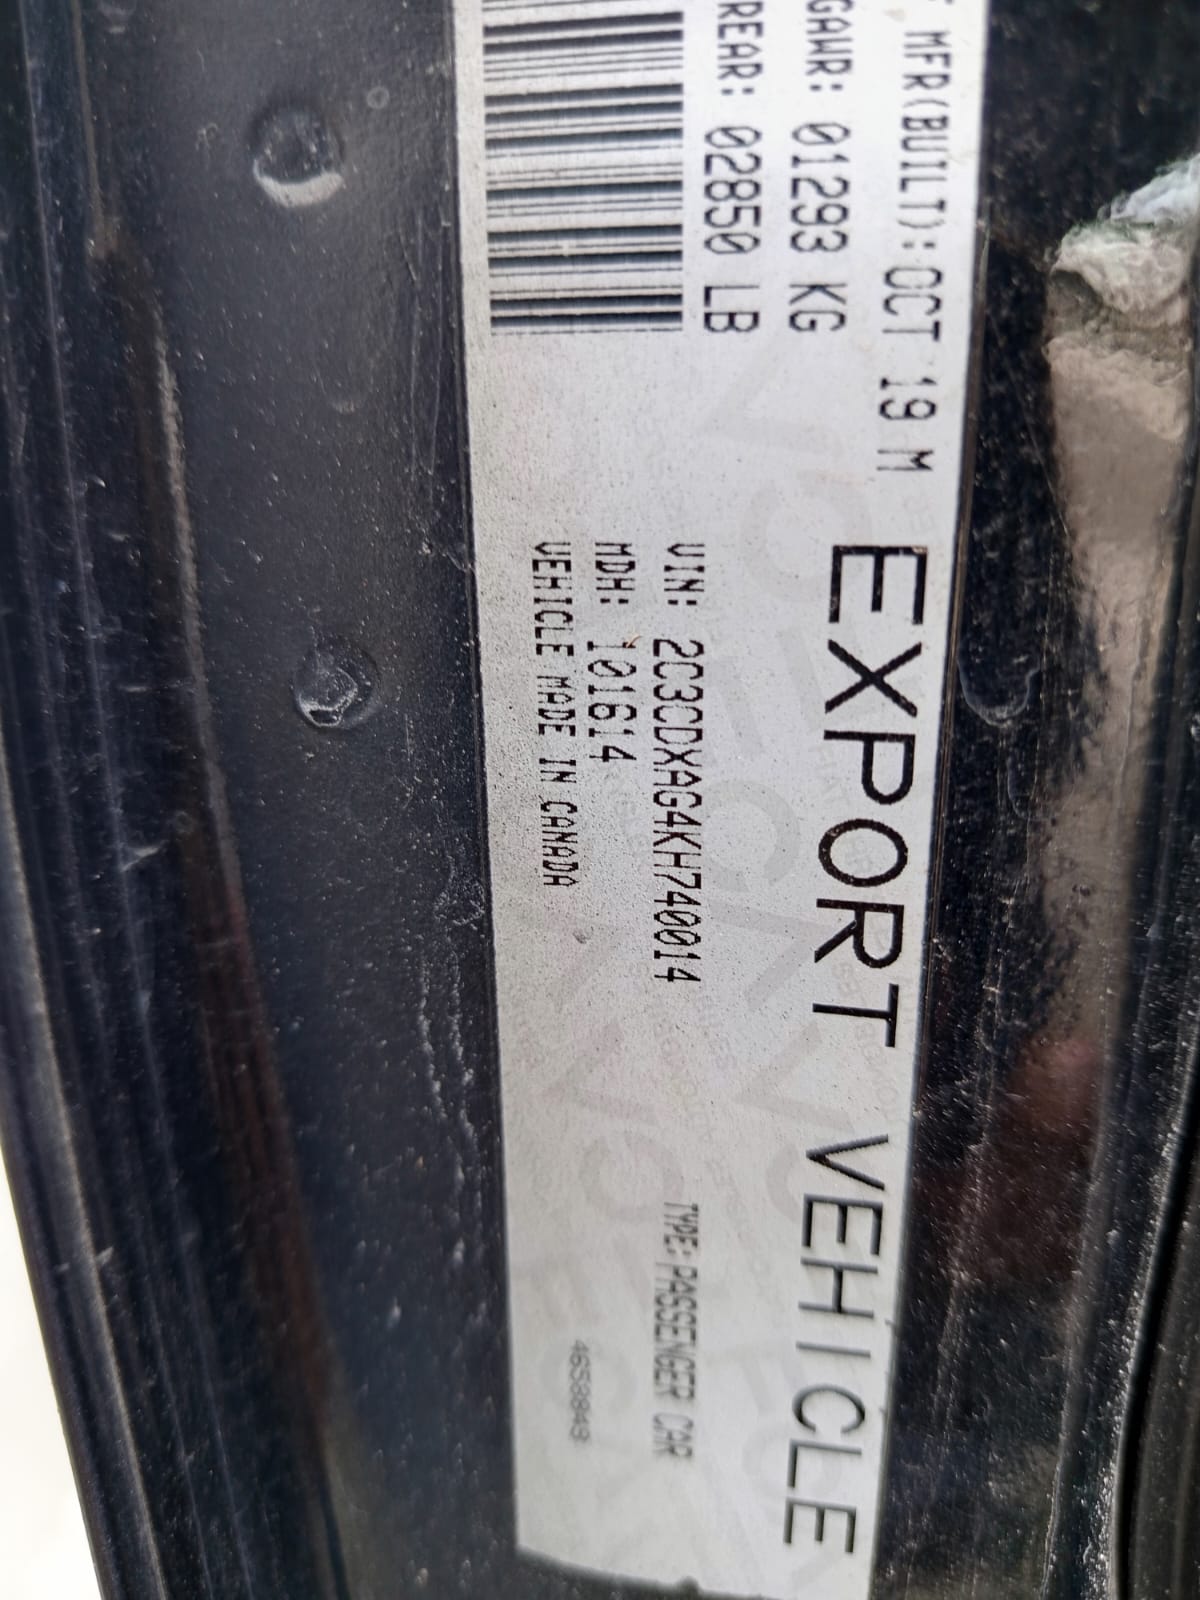 MFR(BUILT):OCT 19 M
EXPORT VEHICLE
GAWR: 01293 KG
REAR: 02850 LB
VIN: 2C3CDXAG4KH740014
TYPE:PASSENGER CAR
MDH: 101614
VEHICLE MADE IN CANADA